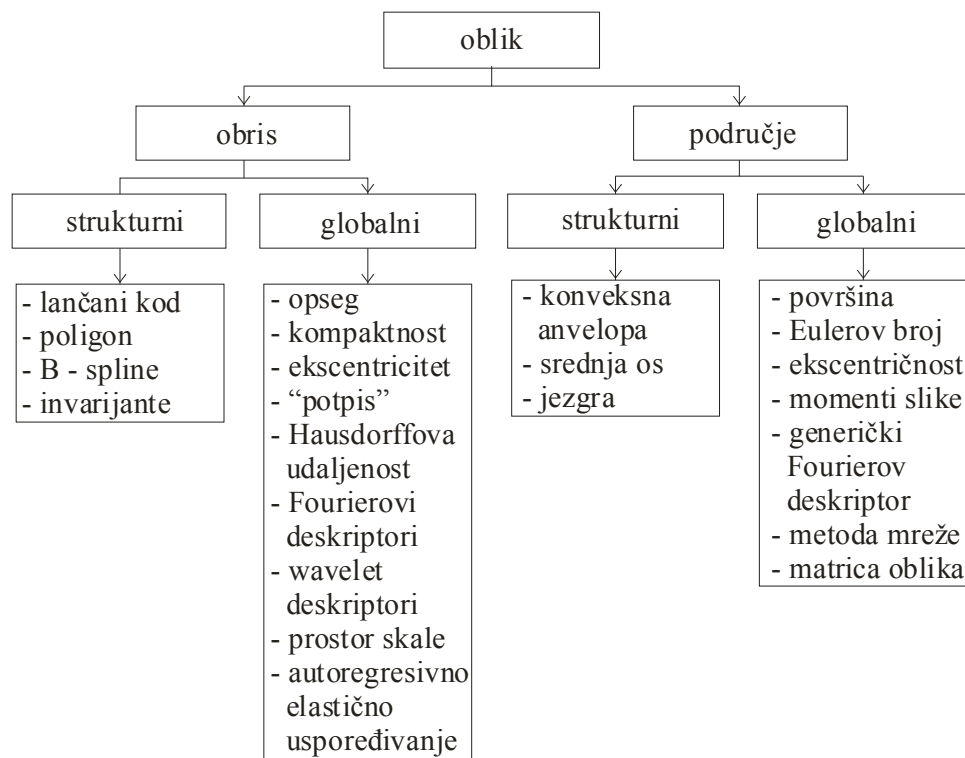 oblik
obris
područje
strukturni
globalni
strukturni
globalni
- lančani kod
- poligon
- B - spline
- invarijante
- opseg
- kompaktnost
- ekscentricitet
- “potpis”
- Hausdorffova
udaljenost
- Fourierovi
deskriptori
- wavelet
deskriptori
- prostor skale
- autoregresivno
elastično
uspoređivanje
- konveksna
anvelopa
- srednja os
- jezgra
- površina
- Eulerov broj
- ekscentričnost
- momenti slike
- generički
Fourierov
deskriptor
- metoda mreže
- matrica oblika